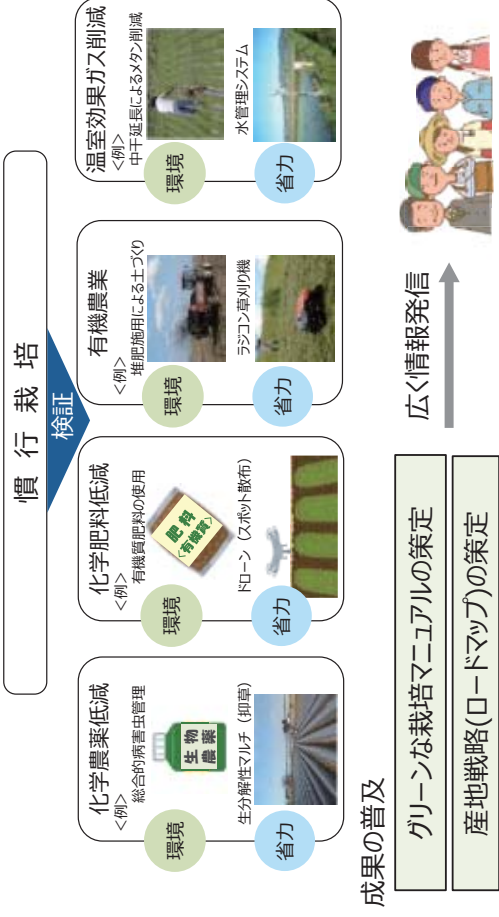 慣行栽培
検証
化学農薬低減
<例>
総合的病害虫管理
環境
生物
農薬
生分解性マルチ（抑草）
省力
化学肥料低減
<例>
有機質肥料の使用
環境
肥料
<有機質>
ドローン（スポット散布）
省力
有機農業
<例>
堆肥施用による土づくり
環境
ラジコン草刈り機
省力
温室効果ガス削減
<例>
中干延長によるメタン削減
環境
水管理システム
省力
成果の普及
グリーンな栽培マニュアルの策定
産地戦略(ロードマップ)の策定
広く情報発信